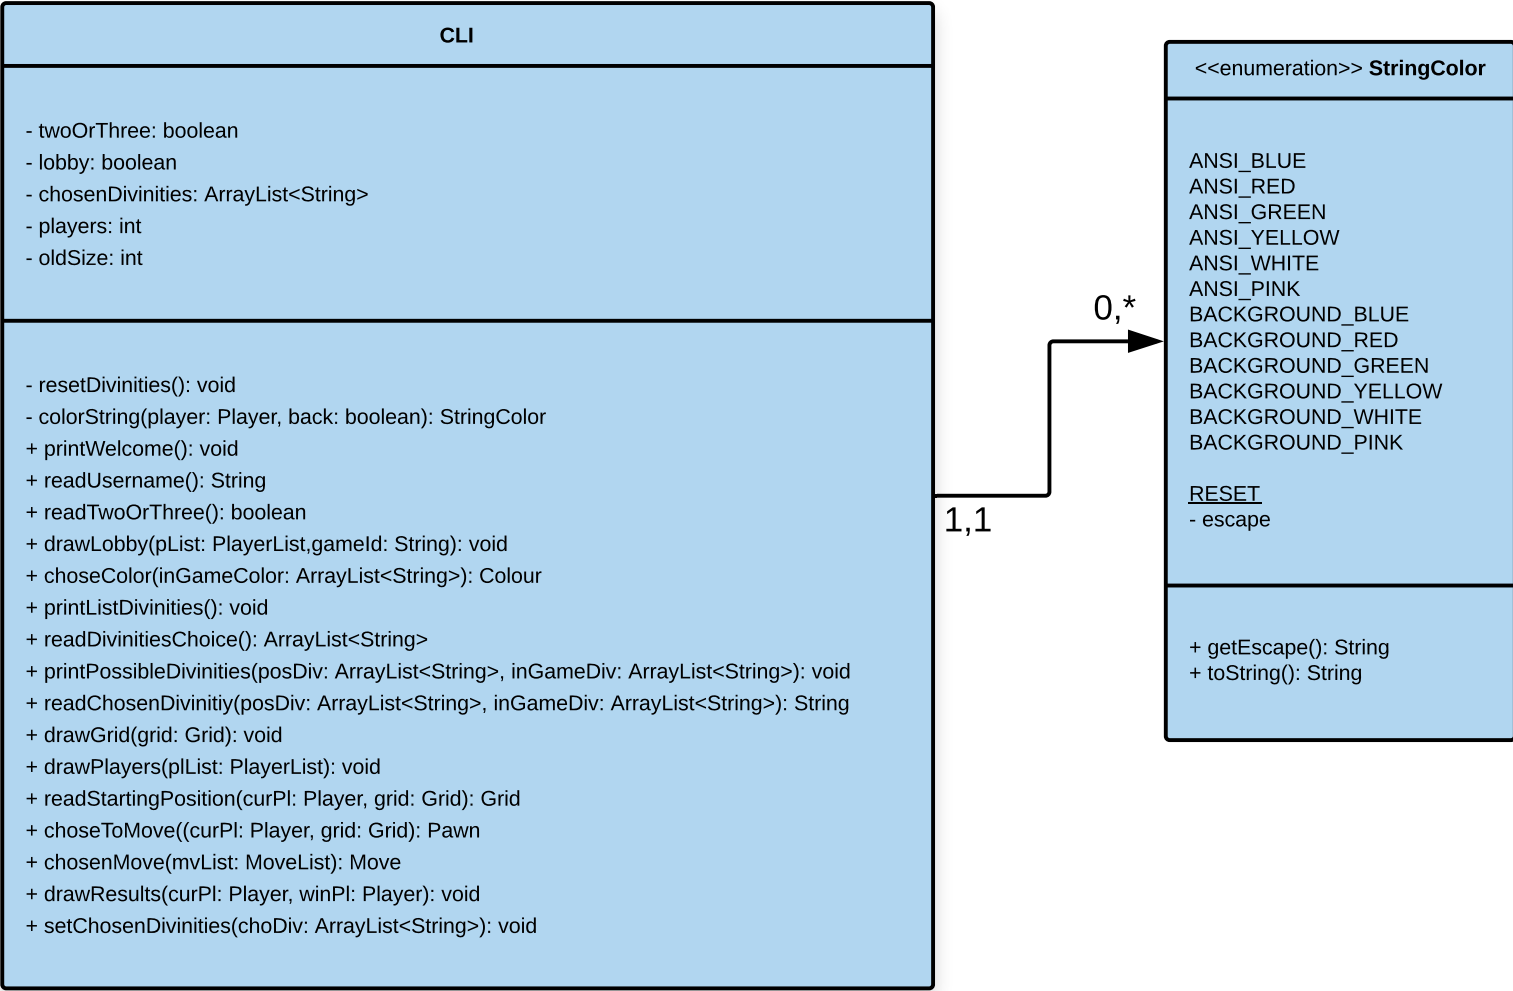 CLI
- twoOrThree: boolean
- lobby: boolean
- chosenDivinities: ArrayList<String>
- players: int
- oldSize: int
- resetDivinities(): void
- colorString(player: Player, back: boolean): StringColor
+ printWelcome(): void
+ readUsername(): String
+ readTwoOrThree(): boolean
+ drawLobby(pList: PlayerList,gameId: String): void
+ choseColor(inGameColor: ArrayList<String>): Colour
+ printListDivinities(): void
+ readDivinitiesChoice(): ArrayList<String>
+ printPossibleDivinities(posDiv: ArrayList<String>, inGameDiv: ArrayList<String>): void
+ readChosenDivinitiy(posDiv: ArrayList<String>, inGameDiv: ArrayList<String>): String
+ drawGrid(grid: Grid): void
+ drawPlayers(plList: PlayerList): void
+ readStartingPosition(curPl: Player, grid: Grid): Grid
+ choseToMove((curPl: Player, grid: Grid): Pawn
+ chosenMove(mvList: MoveList): Move
+ drawResults(curPl: Player, winPl: Player): void
+ setChosenDivinities(choDiv: ArrayList<String>): void
1,1
0,*
<<enumeration>> StringColor
ANSI_BLUE
ANSI_RED
ANSI_GREEN
ANSI_YELLOW
ANSI_WHITE
ANSI_PINK
BACKGROUND_BLUE
BACKGROUND_RED
BACKGROUND_GREEN
BACKGROUND_YELLOW
BACKGROUND_WHITE
BACKGROUND_PINK
RESET
- escape
+ getEscape(): String
+ toString(): String